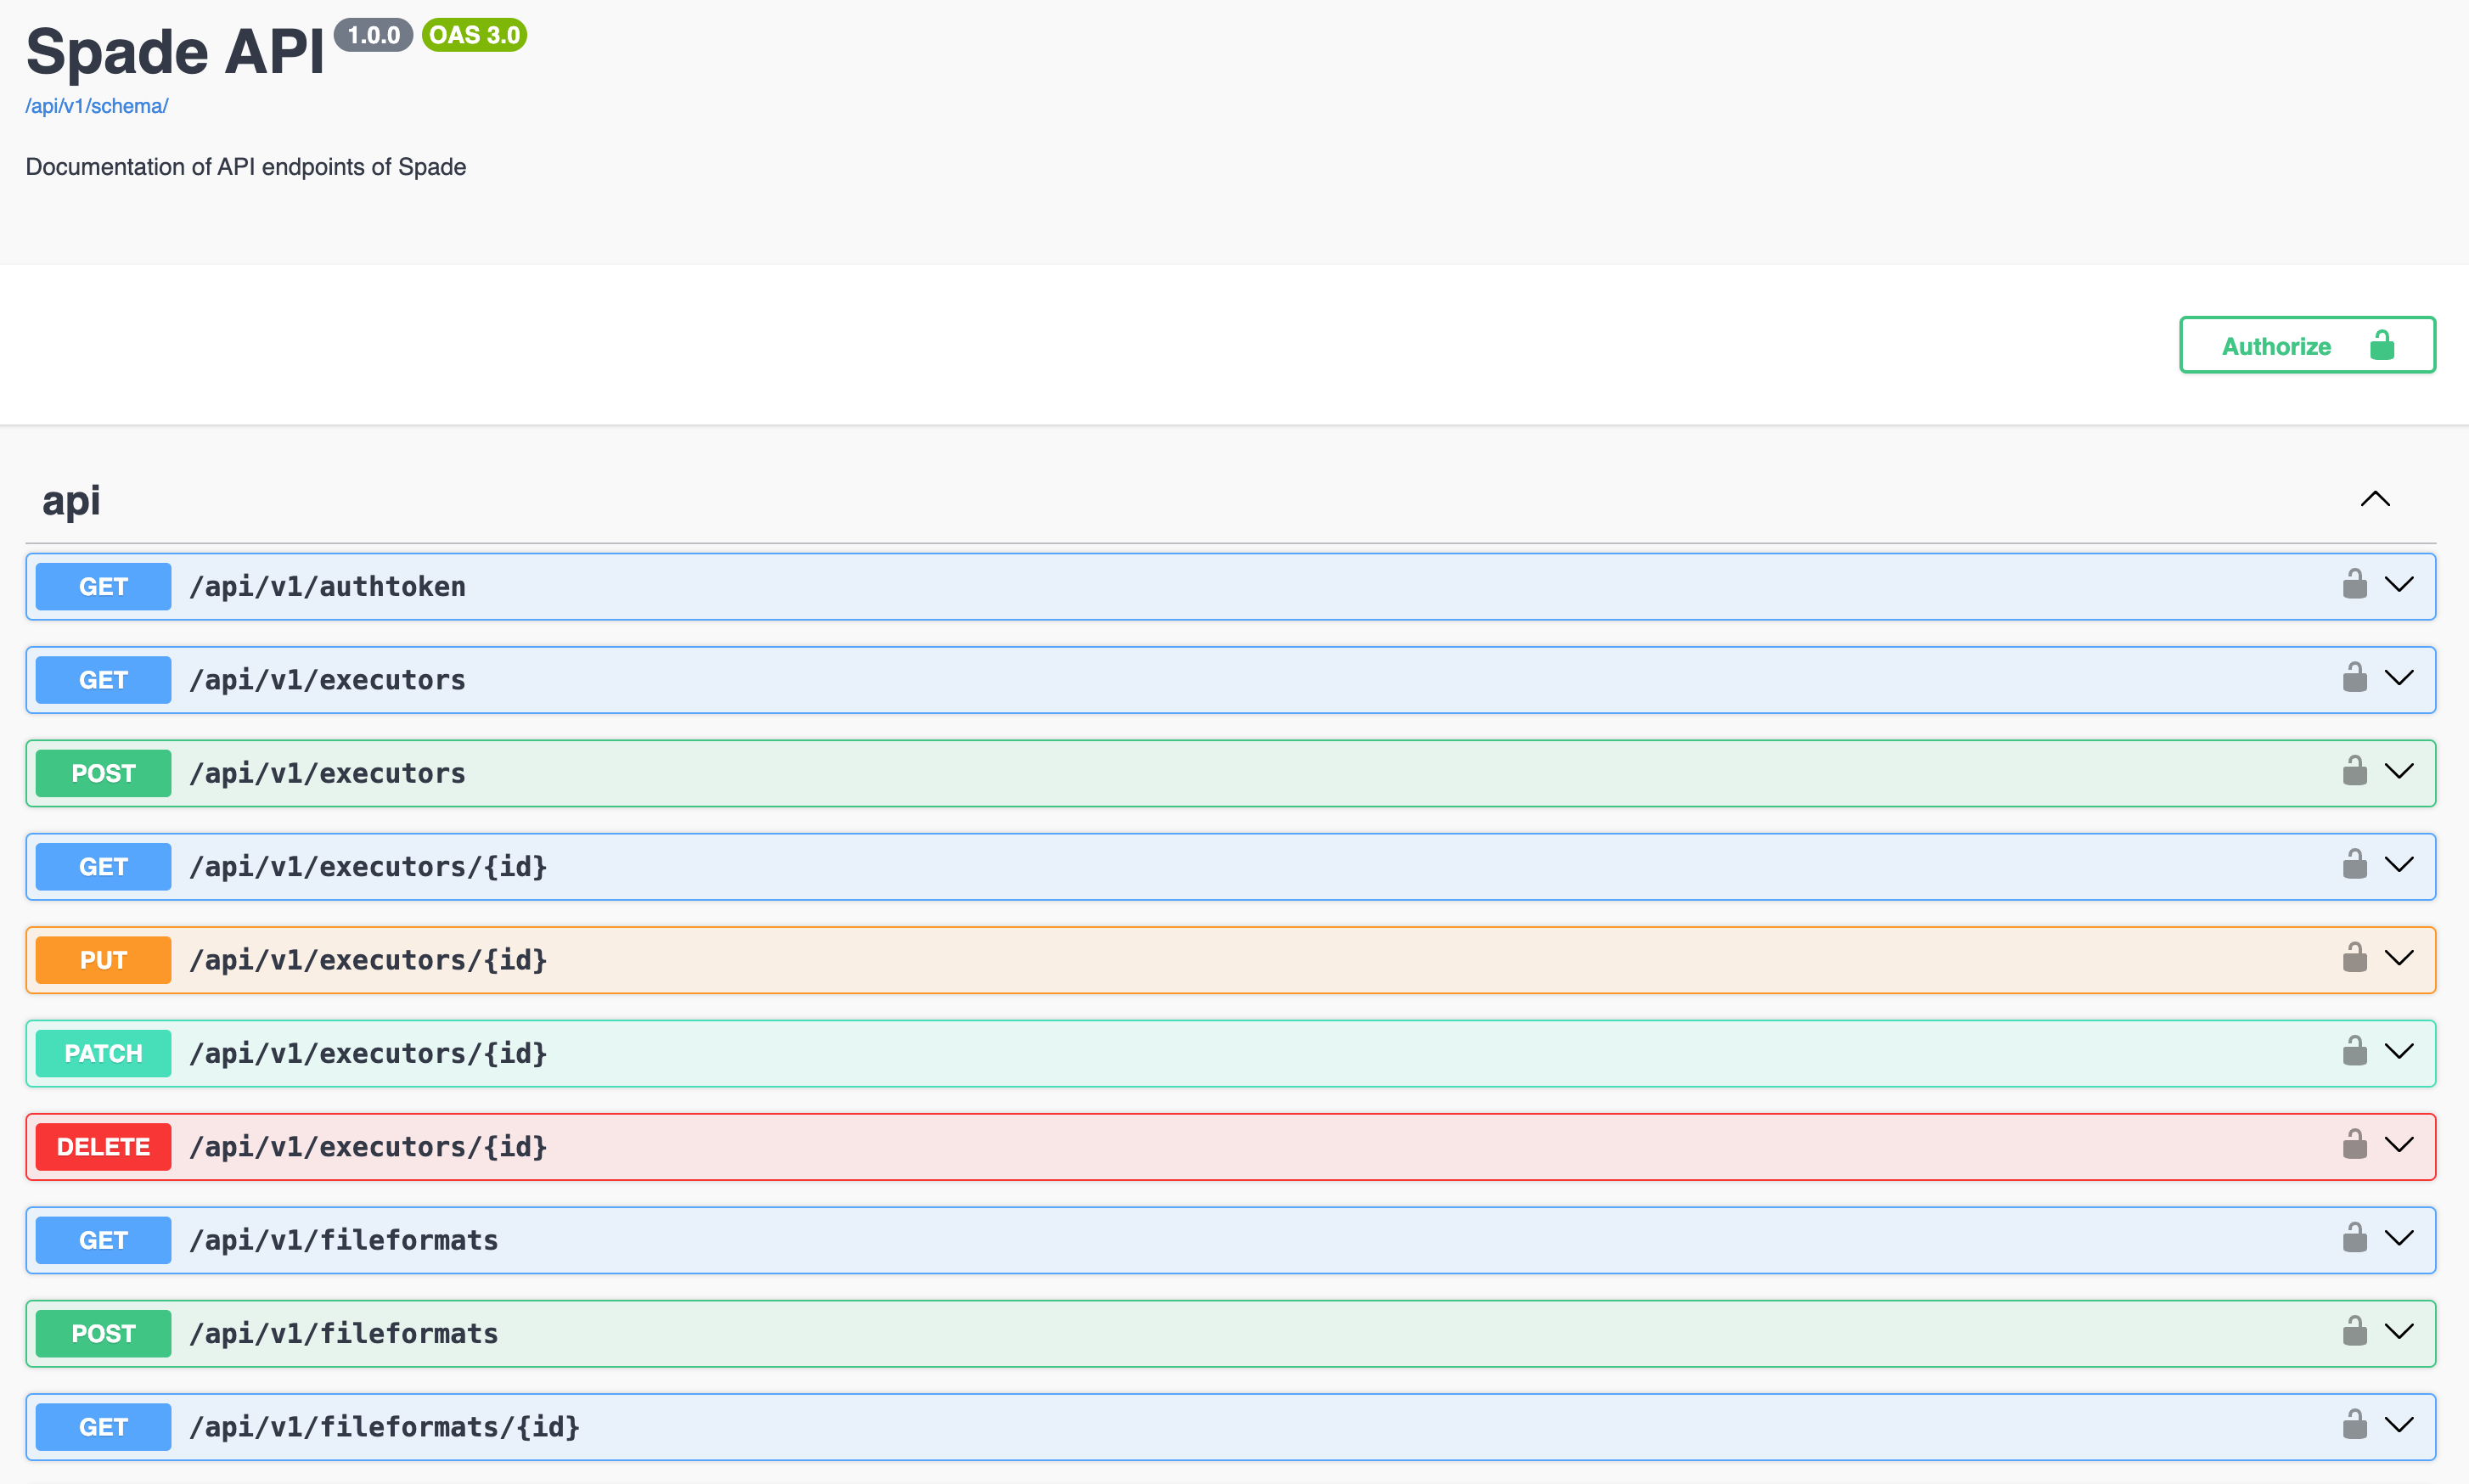 Spade API 1.0.0 OAS 3.0
/api/v1/schema/
Documentation of API endpoints of Spade
Authorize
api
GET /api/v1/authtoken
GET /api/v1/executors
POST /api/v1/executors
GET /api/v1/executors/{id}
PUT /api/v1/executors/{id}
PATCH /api/v1/executors/{id}
DELETE /api/v1/executors/{id}
GET /api/v1/fileformats
POST /api/v1/fileformats
GET /api/v1/fileformats/{id}